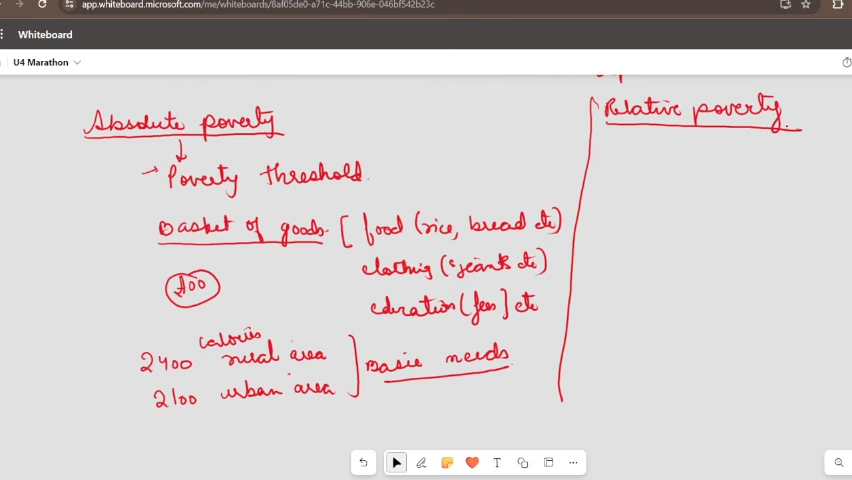 app.whiteboard.microsoft.com/me/whiteboards/8af05de0-a71c-44bb-906e-046bf542b23c
Whiteboard
U4 Marathon
Absolute poverty
→ Poverty threshold.
Basket of goods. [ food (rice, bread etc)
clothing (jeans etc)
education (fees] etc
£100
calories
2400 rural area
2100 urban area
] Basic needs.
Relative poverty.
T